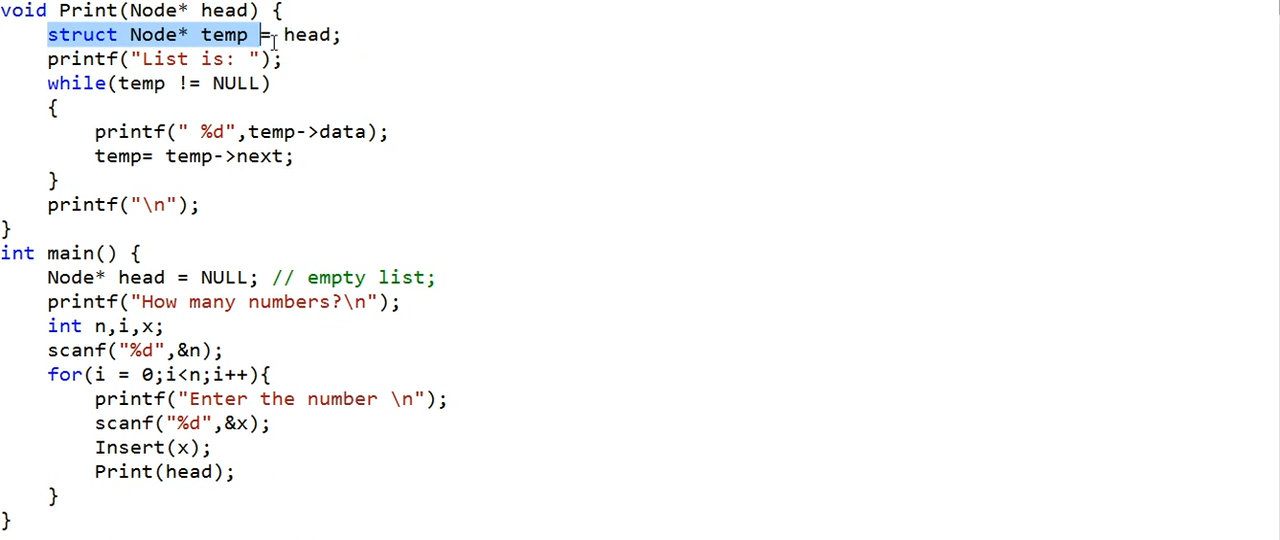 void Print(Node* head) {
    struct Node* temp = head;
    printf("List is: ");
    while(temp != NULL)
    {
        printf(" %d",temp->data);
        temp= temp->next;
    }
    printf("\n");
}
int main() {
    Node* head = NULL; // empty list;
    printf("How many numbers?\n");
    int n,i,x;
    scanf("%d",&n);
    for(i = 0;i<n;i++){
        printf("Enter the number \n");
        scanf("%d",&x);
        Insert(x);
        Print(head);
    }
}